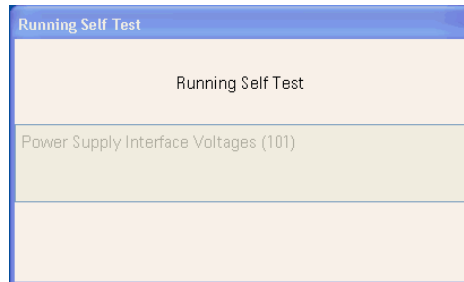 Running Self Test
Running Self Test
Power Supply Interface Voltages (101)